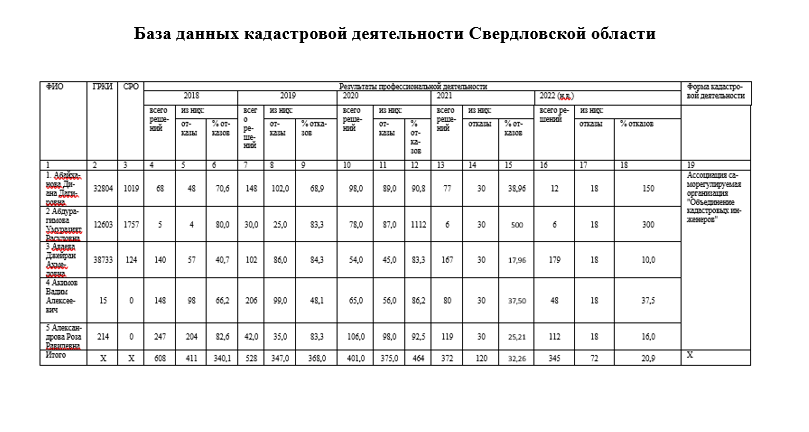 База данных кадастровой деятельности Свердловской области
ФИО ГРКИ СРО Результаты профессиональной деятельности Форма кадастро-
вой деятельности
2018 2019 2020 2021 2022 (н.в.)
всего реше-ний из них: всег о ре-ше-ний из них: всего реше-ний из них: всего реше-ний из них: всего ре-шений из них:
от-казы % от-казов от-казы % отка-зов от-казы % от-ка-зов отказы % от-казов отказы % отказов
1 2 3 4 5 6 7 8 9 10 11 12 13 14 15 16 17 18 19
1. ана ровна 32804 1019 68 48 70,6 148 102,0 68,9 98,0 89,0 90,8 77 30 38,96 12 18 150
Ассоциация са-
морегулируемая
организация
"Объединение
кадастровых ин-
женеров"
2 Абдура-
гимова
Расуловна 12603 1757 5 4 80,0 30,0 25,0 83,3 78,0 87,0 1112 6 30 500 6 18 300
3 38733 124 140 57 40,7 102 86,0 84,3 54,0 45,0 83,3 167 30 17,96 179 18 10,0
4 Акимов
Вадим
Алексее-
вич 15 0 148 98 66,2 206 99,0 48,1 65,0 56,0 86,2 80 30 37,50 48 18 37,5
5 Алексан-
дрова Роза
Равилевна 214 0 247 204 82,6 42,0 35,0 83,3 106,0 98,0 92,5 119 30 25,21 112 18 16,0
Итого Х Х 608 411 340,1 528 347,0 368,0 401,0 375,0 464 372 120 32,26 345 72 20,9 Х